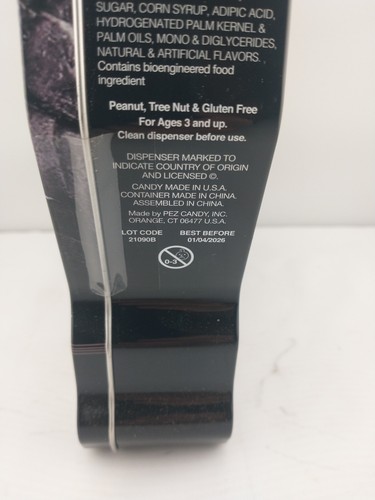 SUGAR, CORN SYRUP, ADIPIC ACID,
HYDROGENATED PALM KERNEL &
PALM OILS, MONO & DIGLYCERIDES,
NATURAL & ARTIFICIAL FLAVORS.
Contains bioengineered food
ingredient
Peanut, Tree Nut & Gluten Free
For Ages 3 and up.
Clean dispenser before use.
DISPENSER MARKED TO
INDICATE COUNTRY OF ORIGIN
AND LICENSED ©.
CANDY MADE IN U.S.A.
CONTAINER MADE IN CHINA.
ASSEMBLED IN CHINA.
Made by PEZ CANDY, INC.
ORANGE, CT 06477 U.S.A.
LOT CODE BEST BEFORE
21090B 01/04/2026
0-3